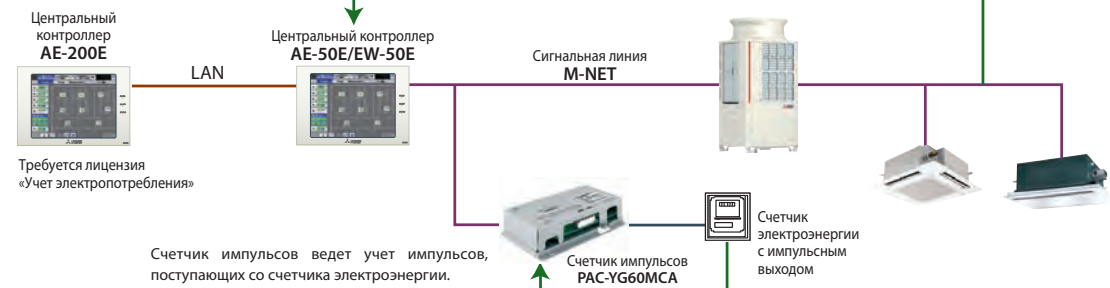 Центральный
контроллер
AE-200E
LAN
Центральный контроллер
AE-50E/EW-50E
Сигнальная линия
M-NET
Требуется лицензия
«Учет электропотребления»
Счетчик импульсов ведет учет импульсов,
поступающих со счетчика электроэнергии.
Счетчик импульсов
PAC-YG60MCA
Счетчик
электроэнергии
с импульсным
выходом